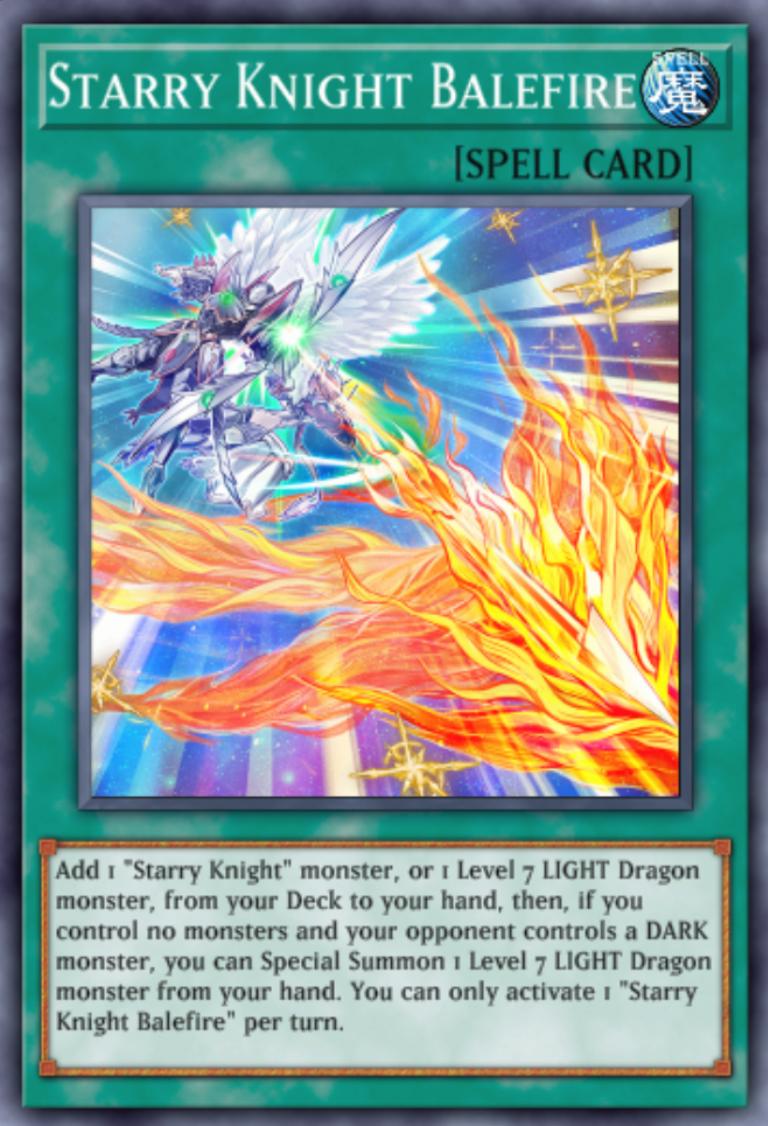 STARRY KNIGHT BALEFIRE
SPELL
魔
[SPELL CARD]
Add 1 "Starry Knight" monster, or 1 Level 7 LIGHT Dragon
monster, from your Deck to your hand, then, if you
control no monsters and your opponent controls a DARK
monster, you can Special Summon 1 Level 7 LIGHT Dragon
monster from your hand. You can only activate 1 "Starry
Knight Balefire" per turn.